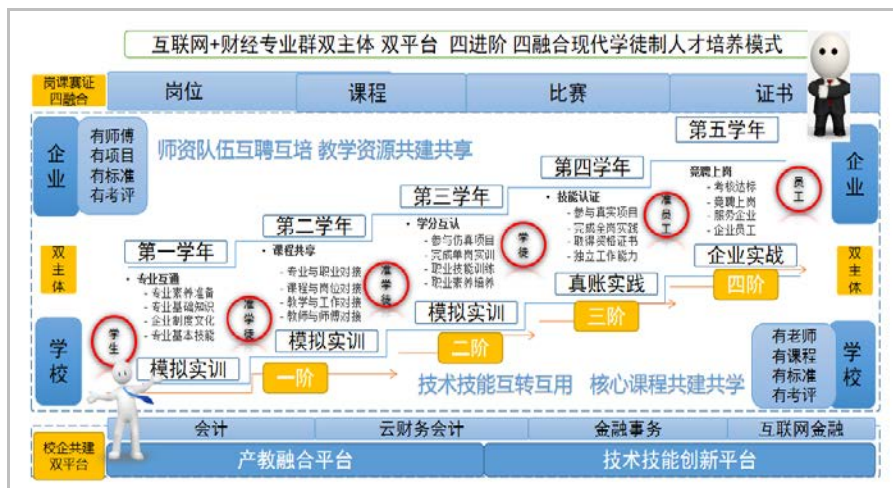 互联网+财经专业群双主体 双平台 四进阶 四融合现代学徒制人才培养模式
岗课赛证
四融合
岗位
课程
比赛
证书
企业
有师傅
有项目
有标准
有考评
师资队伍互聘互培 教学资源共建共享
第五学年
竞聘上岗
・考核达标
・竞聘上岗
・服务企业
・企业员工
员工
企业
第四学年
・技能认证
・参与真实项目
・完成全岗实践
・取得资格证书
・独立工作能力
准员工
第三学年
・学分互认
・参与仿真项目
・完成单岗实训
・职业技能训练
・职业素养培养
学徒
第二学年
・课程共享
・专业与职业对接
・课程与岗位对接
・教学与工作对接
・教师与师傅对接
准学徒
第一学年
・专业互通
・专业素养准备
・专业基础知识
・企业制度文化
・专业基本技能
准学徒
学生
双主体
双主体
模拟实训
模拟实训
模拟实训
真账实践
企业实战
一阶
二阶
三阶
四阶
学校
技术技能互转互用 核心课程共建共学
有老师
有课程
有标准
有考评
学校
校企共建
双平台
会计
云财务会计
金融事务
互联网金融
产教融合平台
技术技能创新平台